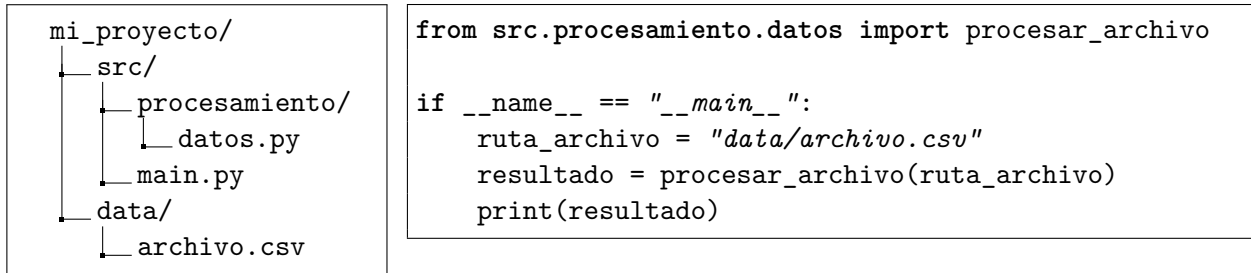 mi_proyecto/
src/
procesamiento/
datos.py
main.py
data/
archivo.csv
from src.procesamiento.datos import procesar_archivo
if __name__ == "__main__":
ruta_archivo = "data/archivo.csv"
resultado = procesar_archivo(ruta_archivo)
print(resultado)